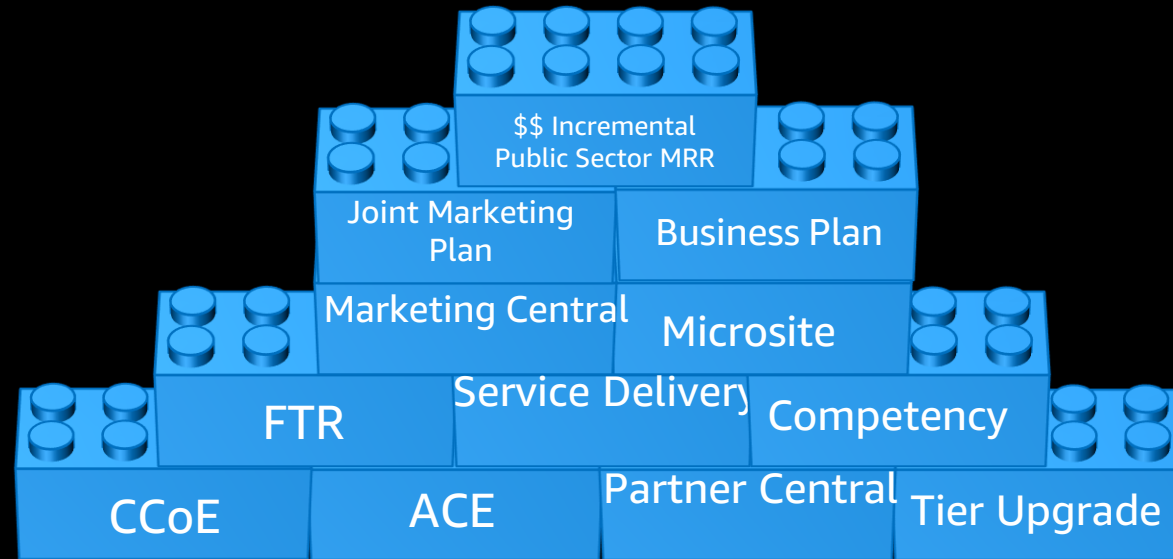 $$ Incremental
Public Sector MRR
Joint Marketing
Plan
Business Plan
Marketing Central
Microsite
FTR
Service Delivery
Competency
CCoE
ACE
Partner Central
Tier Upgrade